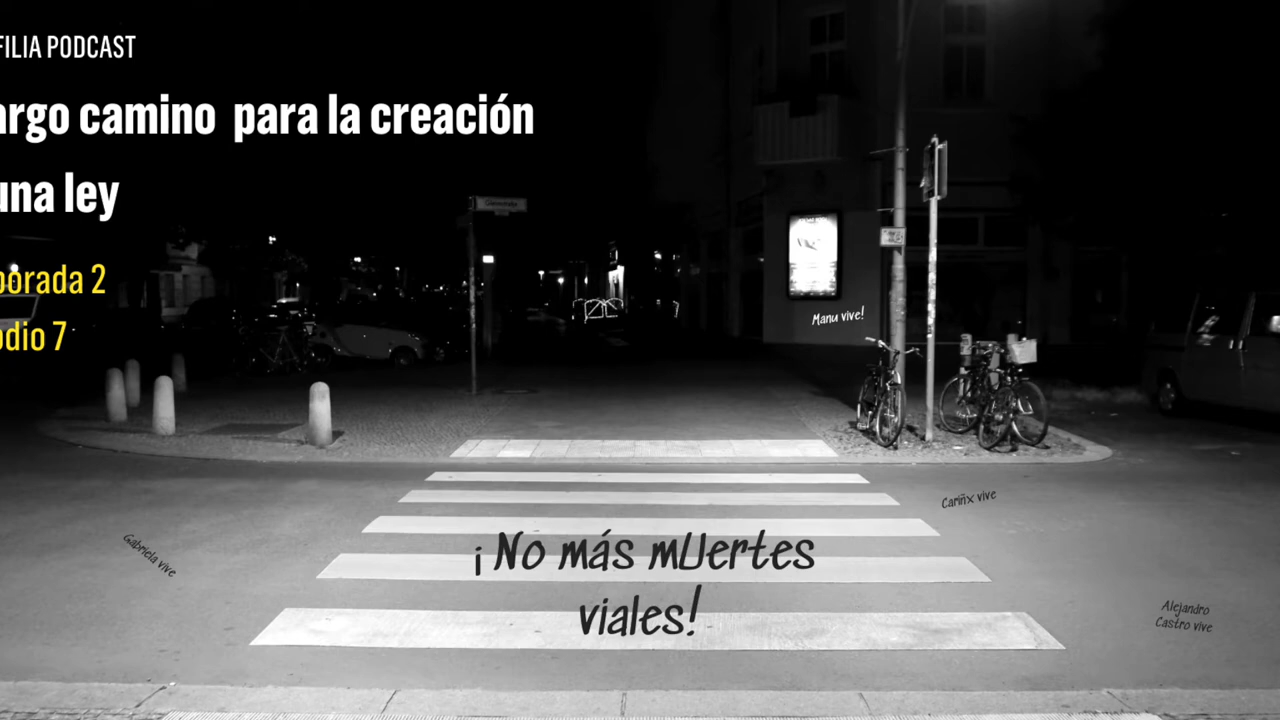 FILIA PODCAST
argo camino para la creación
una ley
porada 2
odio 7
Manu vive!
Cariñx vive
¡No más mUertes
viales!
Gabriela vive
Alejandro
Castro vive